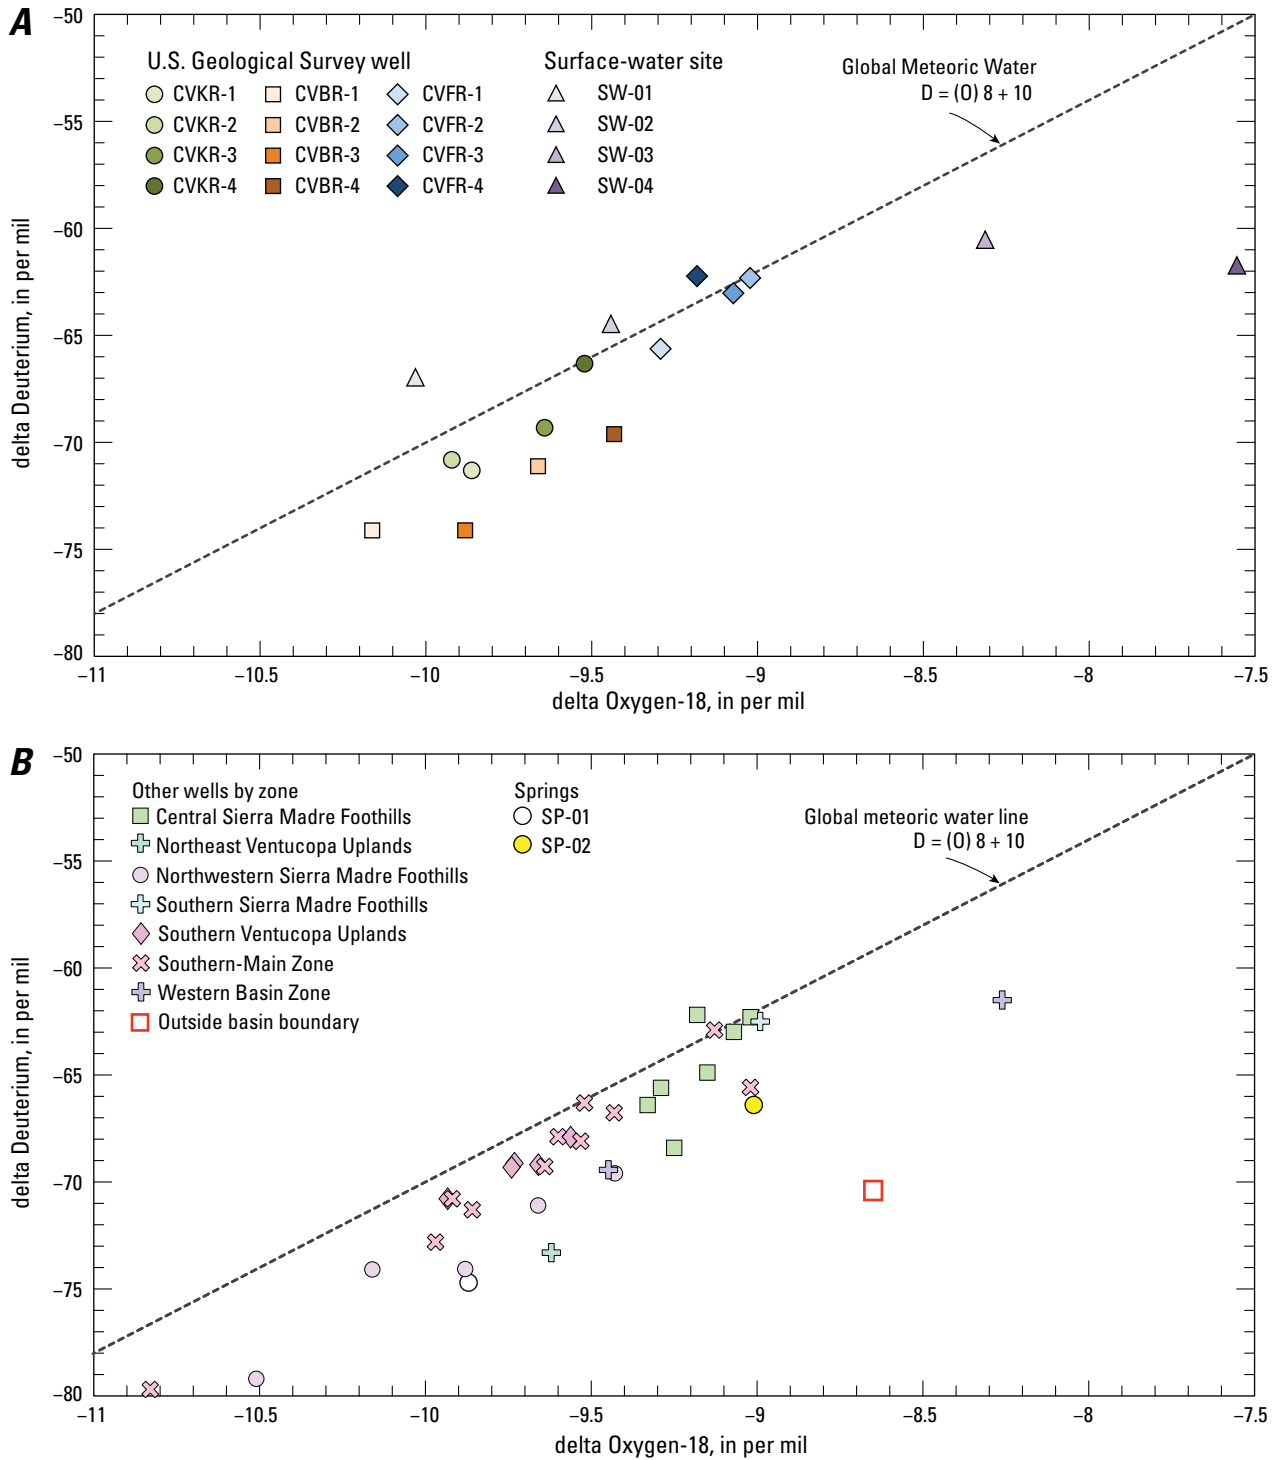 A
U.S. Geological Survey well
CVKR-1
CVBR-1
CVFR-1
CVKR-2
CVBR-2
CVFR-2
CVKR-3
CVBR-3
CVFR-3
CVKR-4
CVBR-4
CVFR-4
Surface-water site
SW-01
SW-02
SW-03
SW-04
Global Meteoric Water
D = (O) 8 + 10
delta Deuterium, in per mil
–50
–55
–60
–65
–70
–75
–80
–11
–10.5
–10
–9.5
–9
–8.5
–8
–7.5
delta Oxygen-18, in per mil
B
Other wells by zone
Central Sierra Madre Foothills
Northeast Ventucopa Uplands
Northwestern Sierra Madre Foothills
Southern Sierra Madre Foothills
Southern Ventucopa Uplands
Southern-Main Zone
Western Basin Zone
Outside basin boundary
Springs
SP-01
SP-02
Global meteoric water line
D = (O) 8 + 10
delta Deuterium, in per mil
–50
–55
–60
–65
–70
–75
–80
–11
–10.5
–10
–9.5
–9
–8.5
–8
–7.5
delta Oxygen-18, in per mil